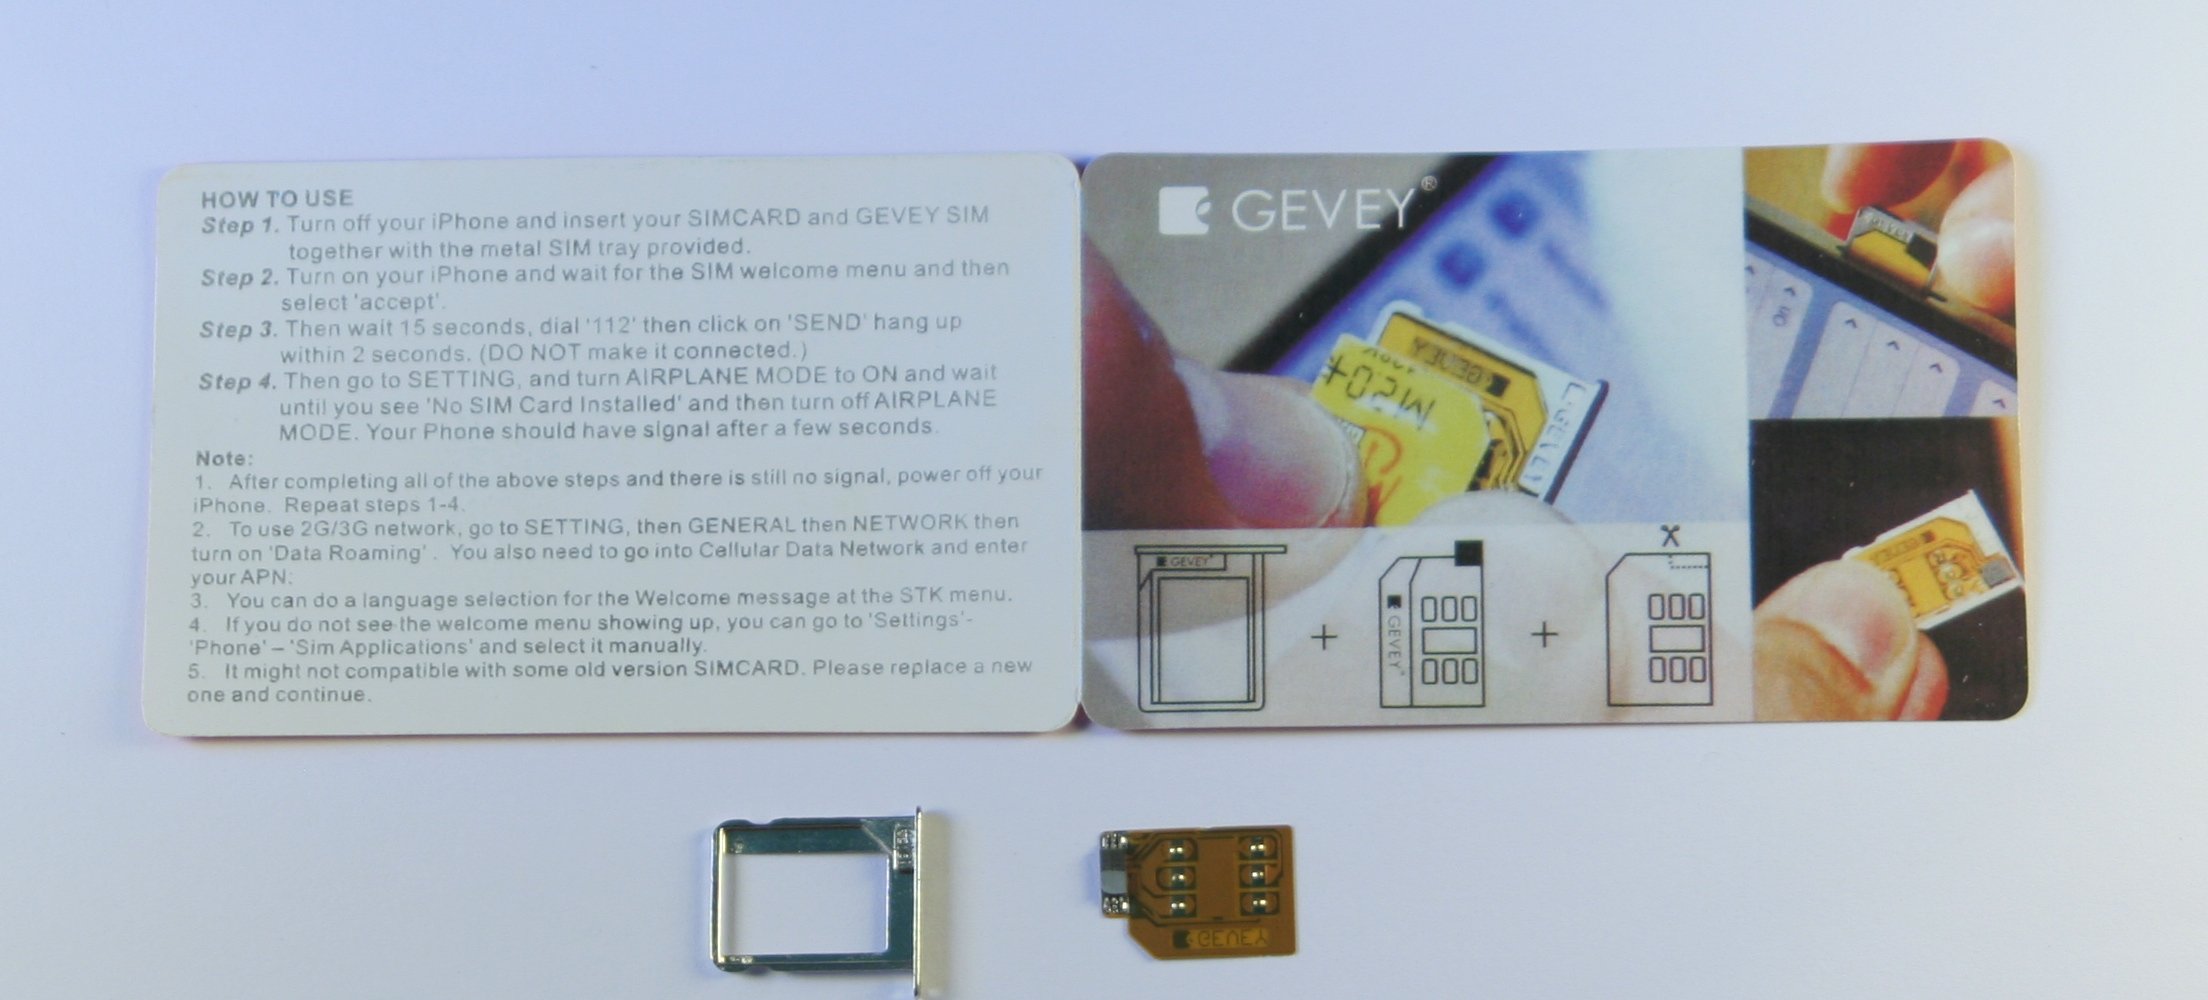 HOW TO USE
Step 1. Turn off your iPhone and insert your SIMCARD and GEVEY SIM
together with the metal SIM tray provided.
Step 2. Turn on your iPhone and wait for the SIM welcome menu and then
select 'accept'.
Step 3. Then wait 15 seconds, dial '112' then click on 'SEND' hang up
within 2 seconds. (DO NOT make it connected.)
Step 4. Then go to SETTING, and turn AIRPLANE MODE to ON and wait
until you see 'No SIM Card Installed' and then turn off AIRPLANE
MODE. Your Phone should have signal after a few seconds.
Note:
1. After completing all of the above steps and there is still no signal, power off your
iPhone. Repeat steps 1-4.
2. To use 2G/3G network, go to SETTING, then GENERAL then NETWORK then
turn on 'Data Roaming' . You also need to go into Cellular Data Network and enter
your APN:
3. You can do a language selection for the Welcome message at the STK menu.
4. If you do not see the welcome menu showing up, you can go to 'Settings'-
'Phone' – 'Sim Applications' and select it manually.
5. It might not compatible with some old version SIMCARD. Please replace a new
one and continue.
GEVEY®
GEVEY
M20+
GEVEY
GEVEY
GEVEY
GEVEY